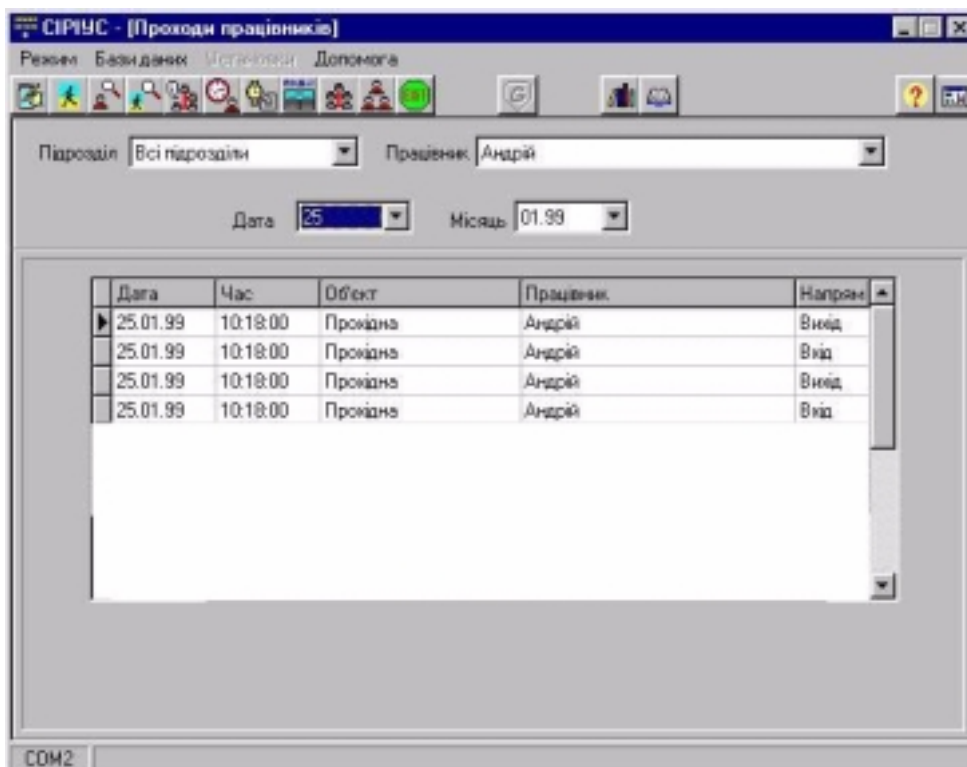 СІРІУС - [Проходи працівників]
Режим Бази даних Установки Допомога
EXIT G ?
Підрозділ Всі підрозділи Працівник Андрій
Дата 25 Місяць 01.99
Дата Час Об'єкт Працівник Напрям
25.01.99 10:18:00 Прохідна Андрій Вихід
25.01.99 10:18:00 Прохідна Андрій Вхід
25.01.99 10:18:00 Прохідна Андрій Вихід
25.01.99 10:18:00 Прохідна Андрій Вхід
COM2